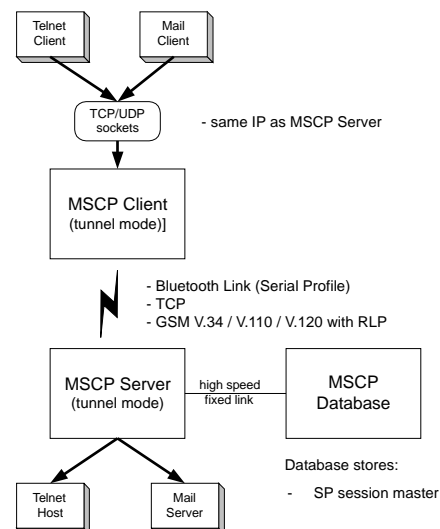 Telnet
Client
Mail
Client
TCP/UDP
sockets
- same IP as MSCP Server
MSCP Client
(tunnel mode)]
- Bluetooth Link (Serial Profile)
- TCP
- GSM V.34 / V.110 / V.120 with RLP
MSCP Server
(tunnel mode)
high speed
fixed link
MSCP
Database
Database stores:
- SP session master
Telnet
Host
Mail
Server